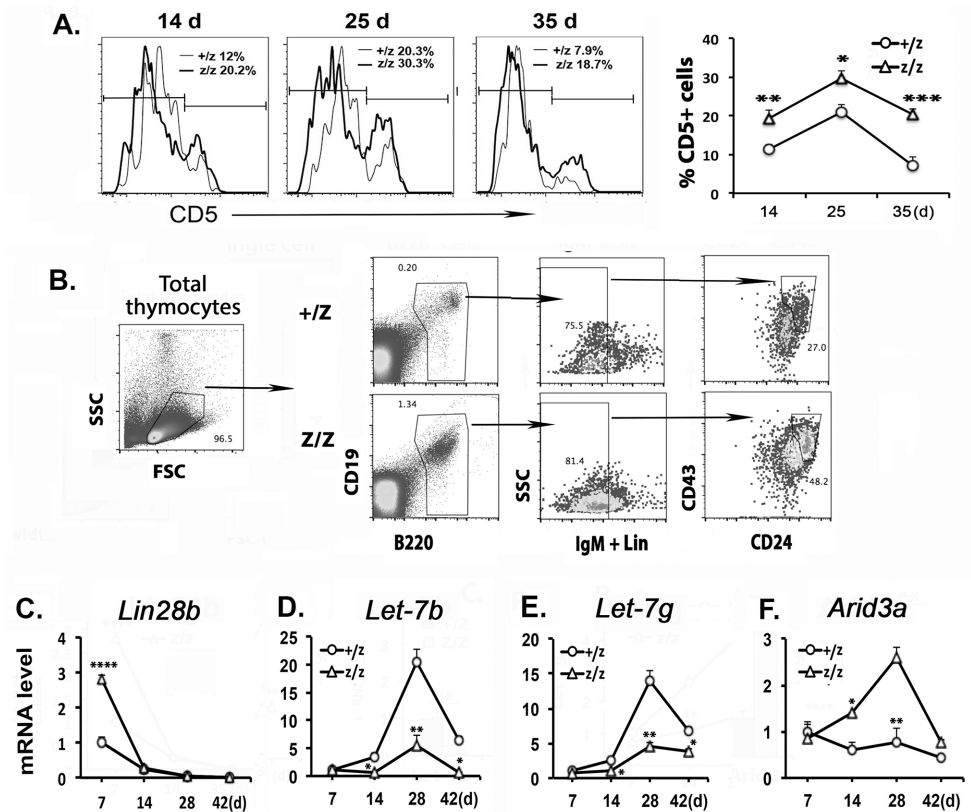 A.
14 d
25 d
35 d
+/z 12%
z/z 20.2%
+/z 20.3%
z/z 30.3%
+/z 7.9%
z/z 18.7%
CD5
% CD5+ cells
40
30
20
10
0
+/z
z/z
**
*
***
14 25 35(d)
B.
Total
thymocytes
SSC
FSC
96.5
+/Z
0.20
75.5
27.0
Z/Z
1.34
81.4
48.2
CD19
B220
SSC
IgM + Lin
CD43
CD24
C.
Lin28b
mRNA level
4
3
2
1
0
****
7 14 28 42(d)
D.
Let-7b
25
20
15
10
5
0
+/z
z/z
*
**
*
7 14 28 42(d)
E.
Let-7g
20
15
10
5
0
+/z
z/z
*
**
*
7 14 28 42(d)
F.
Arid3a
3
2
1
0
+/z
z/z
*
**
7 14 28 42(d)